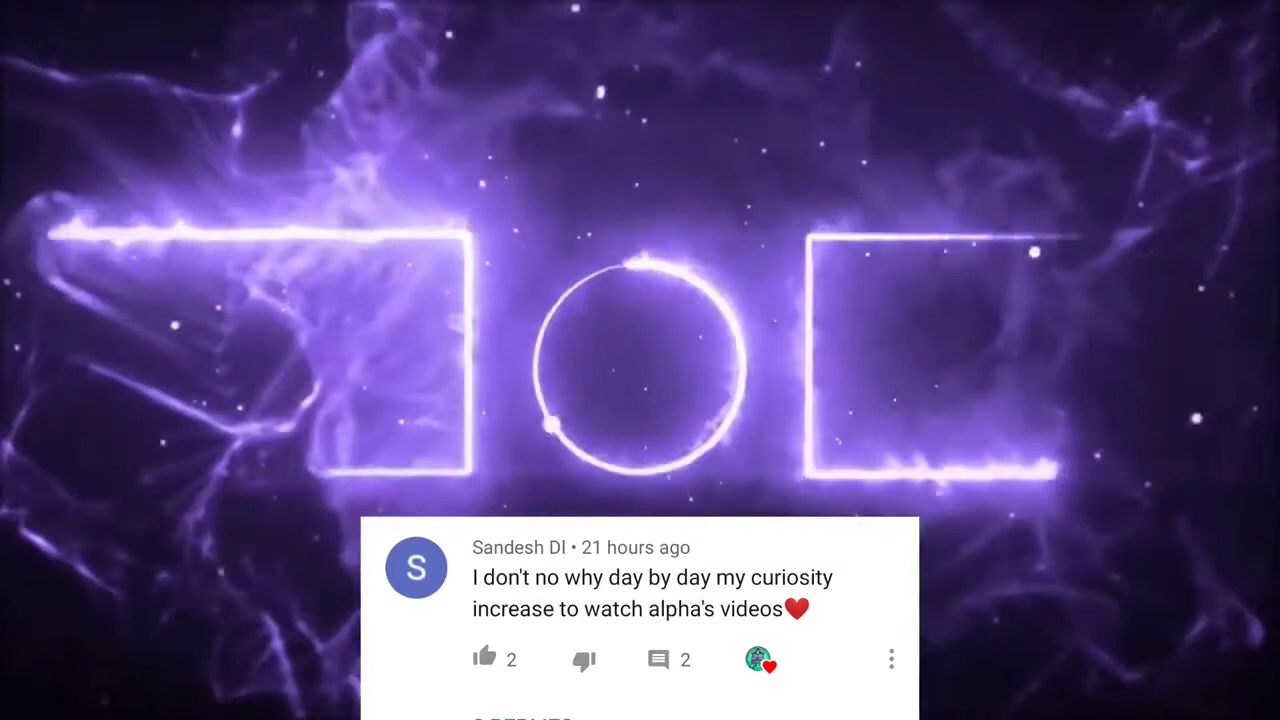 S
Sandesh Dl • 21 hours ago
I don't no why day by day my curiosity
increase to watch alpha's videos❤️
2
2